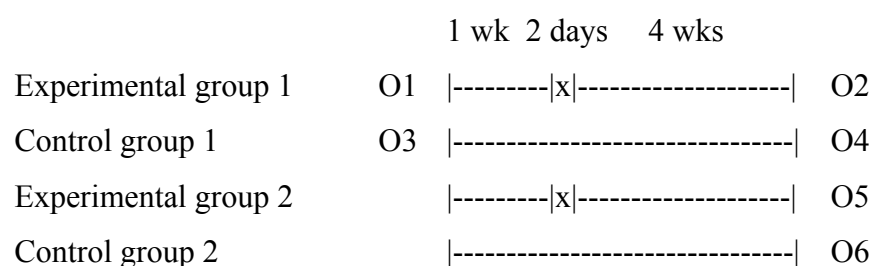 1 wk 2 days 4 wks
Experimental group 1 O1 |---------|x|--------------------| O2
Control group 1 O3 |--------------------------------| O4
Experimental group 2 |---------|x|--------------------| O5
Control group 2 |--------------------------------| O6